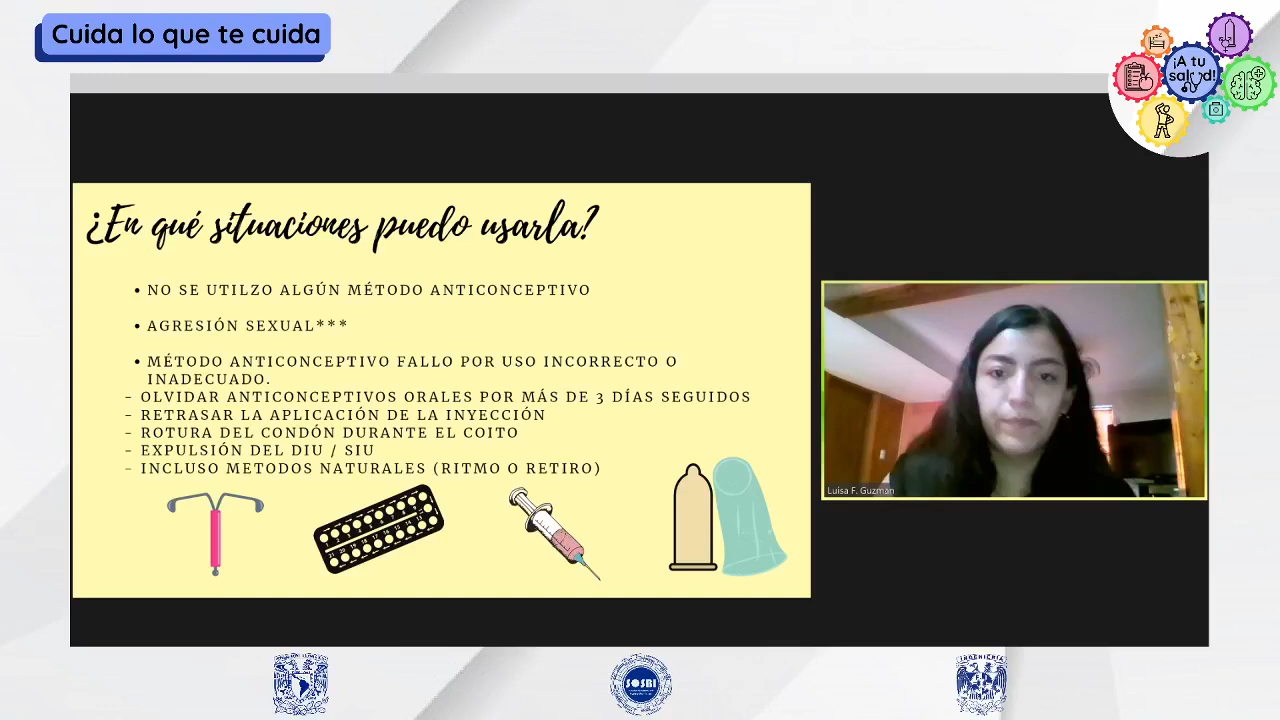 Cuida lo que te cuida
¡A tu
salud!
¿En qué situaciones puedo usarla?
• NO SE UTILZO ALGÚN MÉTODO ANTICONCEPTIVO
• AGRESIÓN SEXUAL***
• MÉTODO ANTICONCEPTIVO FALLO POR USO INCORRECTO O
INADECUADO.
- OLVIDAR ANTICONCEPTIVOS ORALES POR MÁS DE 3 DÍAS SEGUIDOS
- RETRASAR LA APLICACIÓN DE LA INYECCIÓN
- ROTURA DEL CONDÓN DURANTE EL COITO
- EXPULSIÓN DEL DIU / SIU
- INCLUSO METODOS NATURALES (RITMO O RETIRO)
Luisa F. Guzman
SOSBI
INGENIERIA